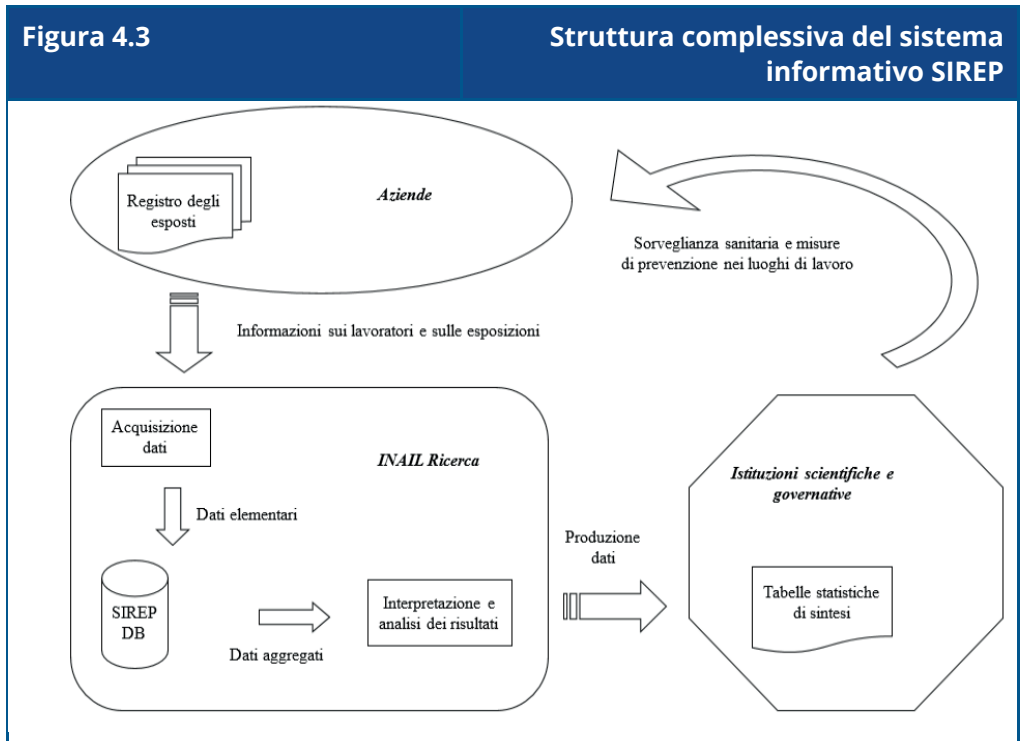 Figura 4.3
Struttura complessiva del sistema
informativo SIREP
Registro degli
esposti
Aziende
Sorveglianza sanitaria e misure
di prevenzione nei luoghi di lavoro
Informazioni sui lavoratori e sulle esposizioni
Acquisizione
dati
INAIL Ricerca
Dati elementari
SIREP
DB
Dati aggregati
Interpretazione e
analisi dei risultati
Produzione
dati
Istituzioni scientifiche e
governative
Tabelle statistiche
di sintesi